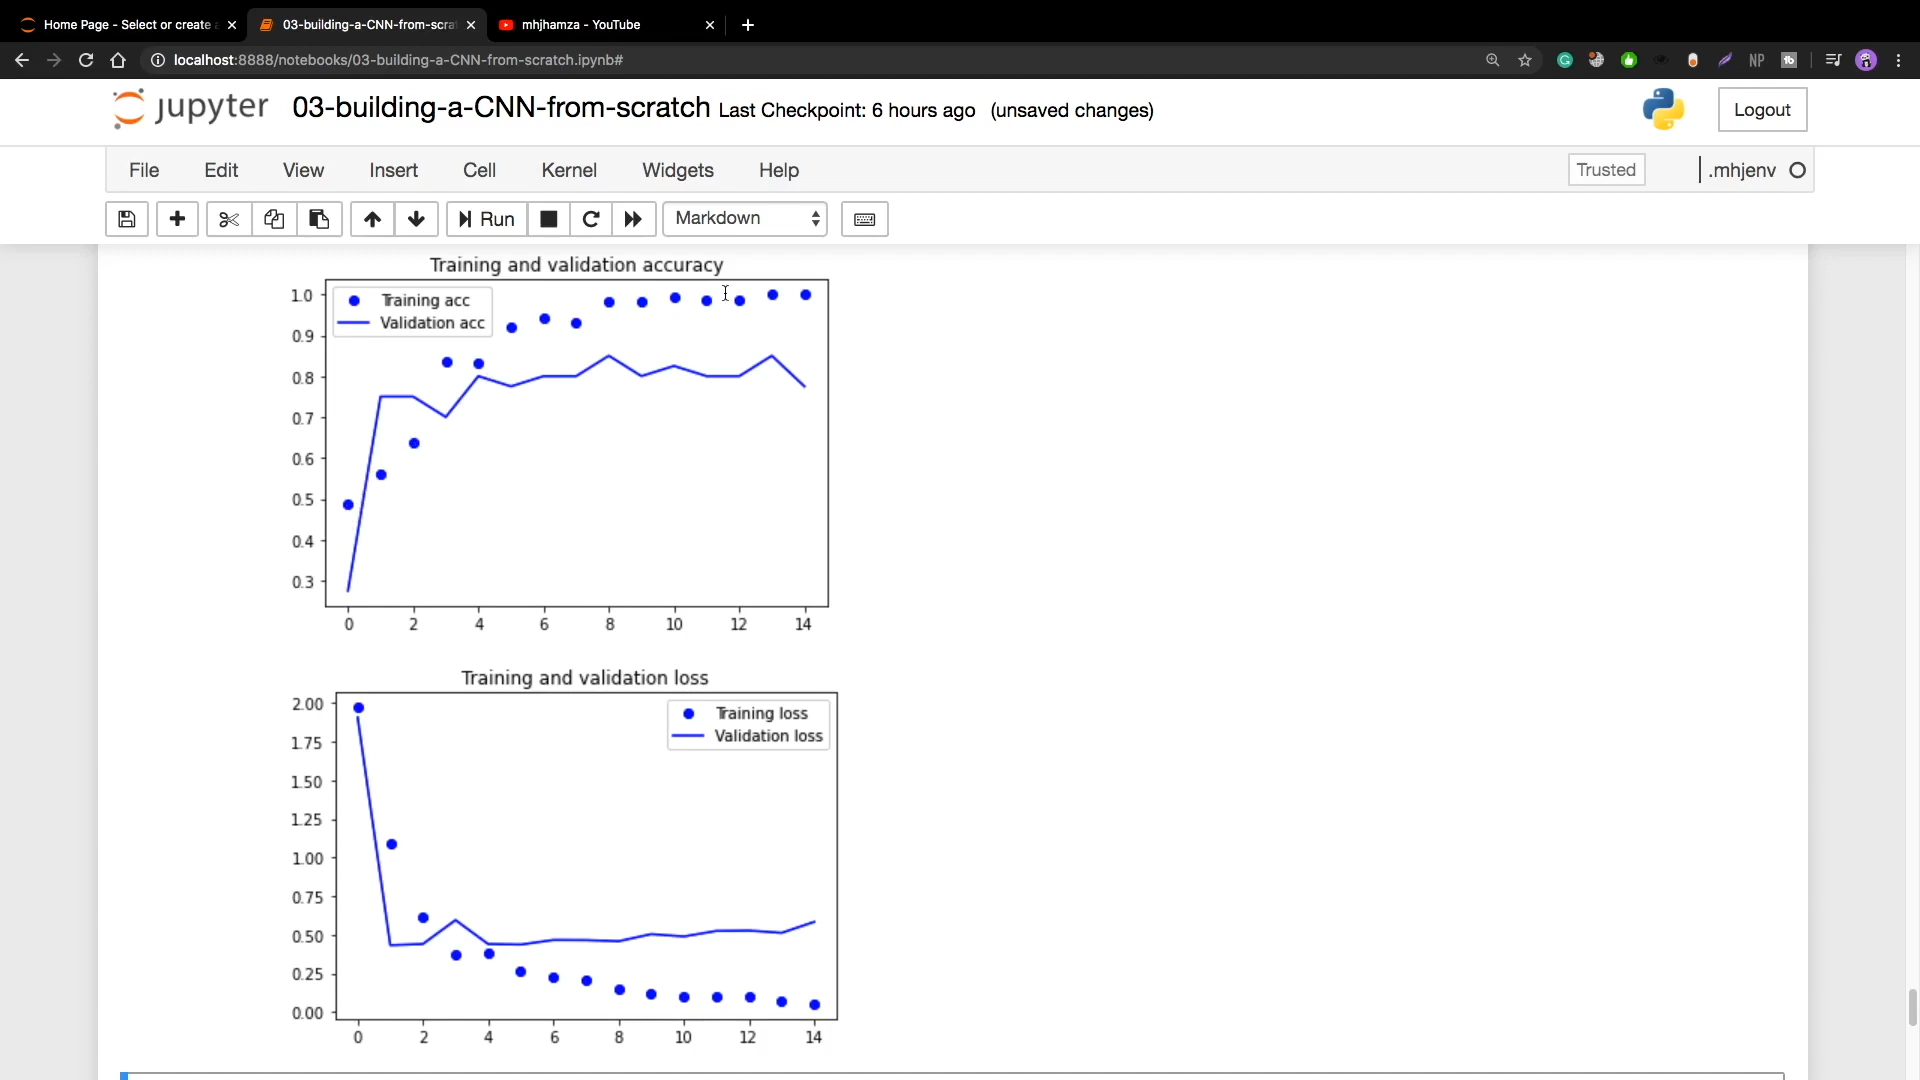 Home Page - Select or create a
03-building-a-CNN-from-scrat
mhjhamza - YouTube
localhost:8888/notebooks/03-building-a-CNN-from-scratch.ipynb#
NP
tb
jupyter 03-building-a-CNN-from-scratch Last Checkpoint: 6 hours ago (unsaved changes)
Logout
File Edit View Insert Cell Kernel Widgets Help
Trusted
.mhjenv
Run
Markdown
Training and validation accuracy
Training acc
Validation acc
1.0
0.9
0.8
0.7
0.6
0.5
0.4
0.3
0 2 4 6 8 10 12 14
Training and validation loss
Training loss
Validation loss
2.00
1.75
1.50
1.25
1.00
0.75
0.50
0.25
0.00
0 2 4 6 8 10 12 14